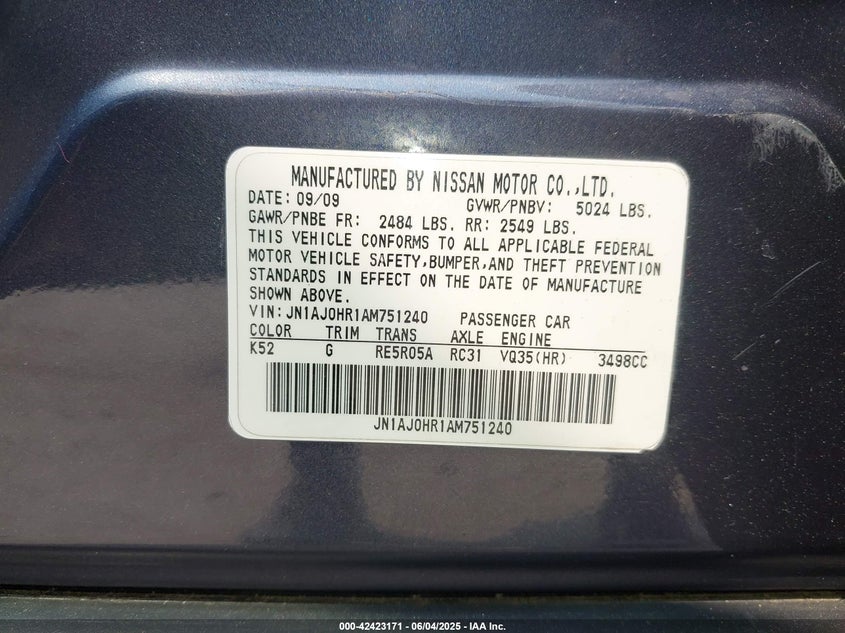 MANUFACTURED BY NISSAN MOTOR CO.,LTD.
DATE: 09/09 GVWR/PNBV: 5024 LBS.
GAWR/PNBE FR: 2484 LBS. RR: 2549 LBS.
THIS VEHICLE CONFORMS TO ALL APPLICABLE FEDERAL
MOTOR VEHICLE SAFETY,BUMPER,AND THEFT PREVENTION
STANDARDS IN EFFECT ON THE DATE OF MANUFACTURE
SHOWN ABOVE.
VIN:JN1AJ0HR1AM751240 PASSENGER CAR
COLOR TRIM TRANS AXLE ENGINE
K52 G RE5R05A RC31 VQ35(HR) 3498CC
JN1AJ0HR1AM751240
000-42423171 - 06/04/2025 - IAA Inc.